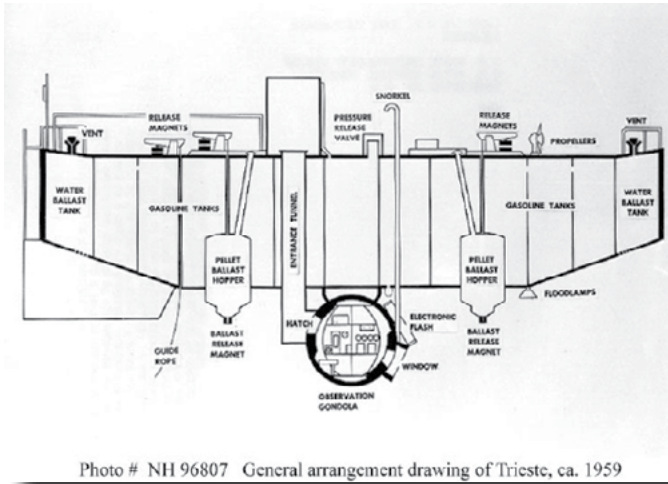 SNORKEL
RELEASE
MAGNETS
PRESSURE
RELEASE
VALVE
RELEASE
MAGNETS
VENT
PROPELLERS
VENT
WATER
BALLAST
TANK
GASOLINE TANKS
ENTRANCE TUNNEL
GASOLINE TANKS
WATER
BALLAST
TANK
PELLET
BALLAST
HOPPER
PELLET
BALLAST
HOPPER
FLOODLAMPS
HATCH
ELECTRONIC
FLASH
BALLAST
RELEASE
MAGNET
BALLAST
RELEASE
MAGNET
GUIDE
ROPS
WINDOW
OBSERVATION
GONDOLA
Photo # NH 96807 General arrangement drawing of Trieste, ca. 1959